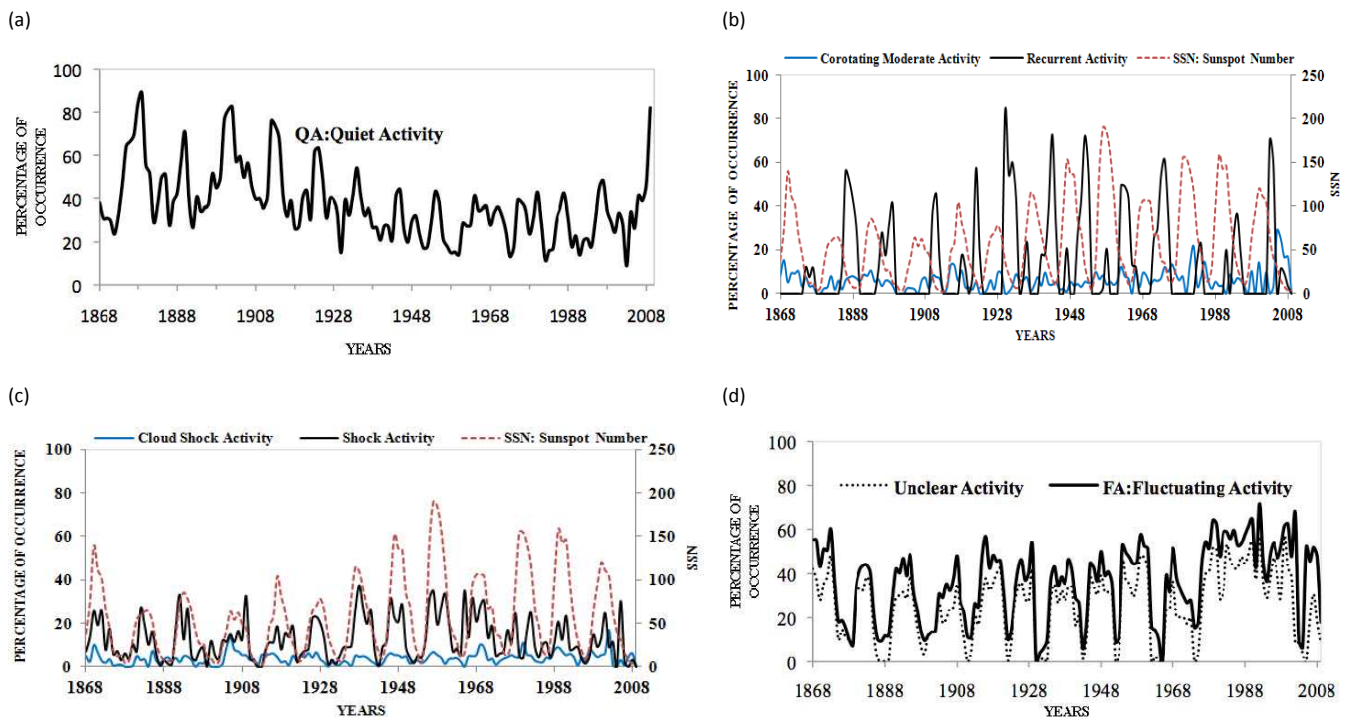 (a)
100
80
60
40
20
0
PERCENTAGE OF
OCCURRENCE
QA:Quiet Activity
1868 1888 1908 1928 1948 1968 1988 2008
YEARS
(b)
Corotating Moderate Activity Recurrent Activity SSN: Sunspot Number
100
80
60
40
20
0
PERCENTAGE OF OCCURRENCE
250
200
150
100
50
0
SSN
1868 1888 1908 1928 1948 1968 1988 2008
YEARS
(c)
Cloud Shock Activity Shock Activity SSN: Sunspot Number
100
80
60
40
20
0
PERCENTAGE OF OCCURRENCE
250
200
150
100
50
0
SSN
1868 1888 1908 1928 1948 1968 1988 2008
YEARS
(d)
100
80
60
40
20
0
PERCENTAGE OF
OCCURRENCE
Unclear Activity FA:Fluctuating Activity
1868 1888 1908 1928 1948 1968 1988 2008
YEARS